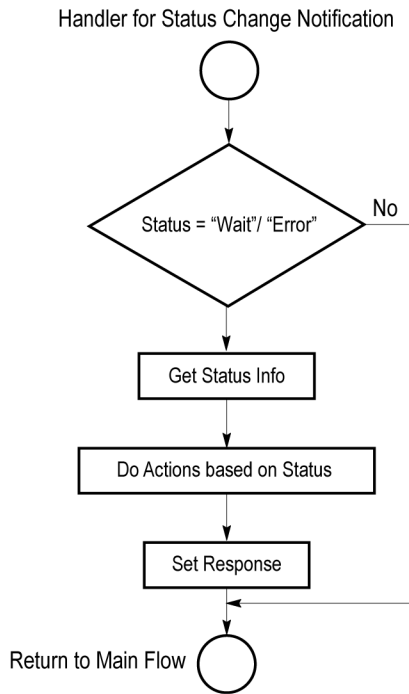 Handler for Status Change Notification
Status = “Wait”/ “Error”
No
Get Status Info
Do Actions based on Status
Set Response
Return to Main Flow